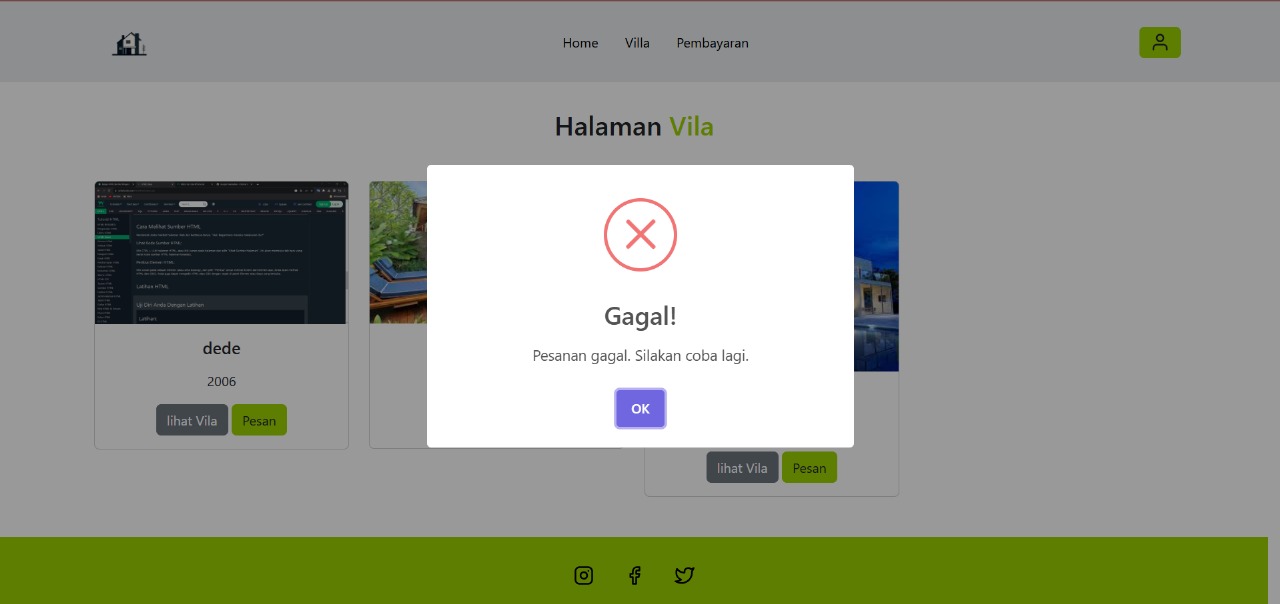 Home Villa Pembayaran
Halaman Vila
Cara Melihat Sumber HTML
Latihan HTML
Uji Diri Anda Dengan Latihan
Latihan:
Gagal!
Pesanan gagal. Silakan coba lagi.
OK
dede
2006
lihat Vila Pesan
lihat Vila Pesan